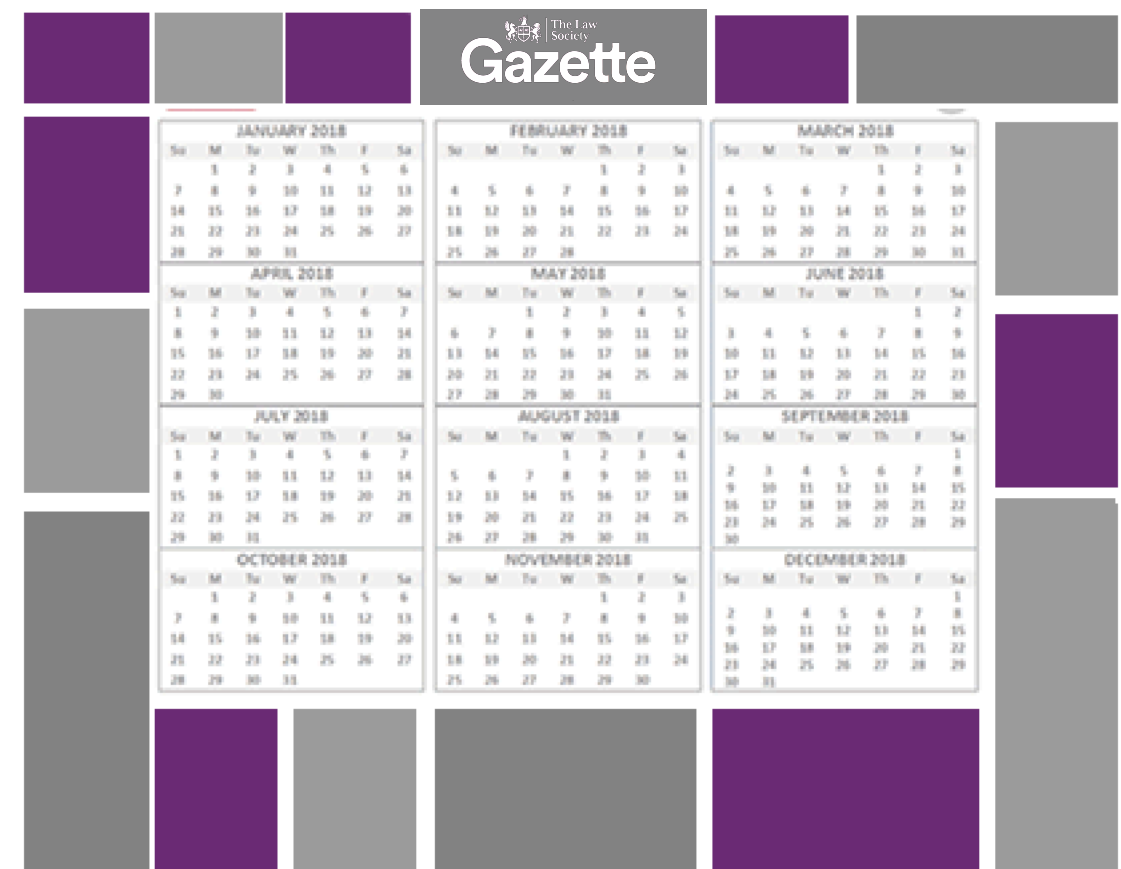 The Law
Society
Gazette
JANUARY 2018
Su M Tu W Th F Sa
1 2 3 4 5 6
7 8 9 10 11 12 13
14 15 16 17 18 19 20
21 22 23 24 25 26 27
28 29 30 31
FEBRUARY 2018
Su M Tu W Th F Sa
1 2 3
4 5 6 7 8 9 10
11 12 13 14 15 16 17
18 19 20 21 22 23 24
25 26 27 28
MARCH 2018
Su M Tu W Th F Sa
1 2 3
4 5 6 7 8 9 10
11 12 13 14 15 16 17
18 19 20 21 22 23 24
25 26 27 28 29 30 31
APRIL 2018
Su M Tu W Th F Sa
1 2 3 4 5 6 7
8 9 10 11 12 13 14
15 16 17 18 19 20 21
22 23 24 25 26 27 28
29 30
MAY 2018
Su M Tu W Th F Sa
1 2 3 4 5
6 7 8 9 10 11 12
13 14 15 16 17 18 19
20 21 22 23 24 25 26
27 28 29 30 31
JUNE 2018
Su M Tu W Th F Sa
1 2
3 4 5 6 7 8 9
10 11 12 13 14 15 16
17 18 19 20 21 22 23
24 25 26 27 28 29 30
JULY 2018
Su M Tu W Th F Sa
1 2 3 4 5 6 7
8 9 10 11 12 13 14
15 16 17 18 19 20 21
22 23 24 25 26 27 28
29 30 31
AUGUST 2018
Su M Tu W Th F Sa
1 2 3 4
5 6 7 8 9 10 11
12 13 14 15 16 17 18
19 20 21 22 23 24 25
26 27 28 29 30 31
SEPTEMBER 2018
Su M Tu W Th F Sa
1
2 3 4 5 6 7 8
9 10 11 12 13 14 15
16 17 18 19 20 21 22
23 24 25 26 27 28 29
30
OCTOBER 2018
Su M Tu W Th F Sa
1 2 3 4 5 6
7 8 9 10 11 12 13
14 15 16 17 18 19 20
21 22 23 24 25 26 27
28 29 30 31
NOVEMBER 2018
Su M Tu W Th F Sa
1 2 3
4 5 6 7 8 9 10
11 12 13 14 15 16 17
18 19 20 21 22 23 24
25 26 27 28 29 30
DECEMBER 2018
Su M Tu W Th F Sa
1
2 3 4 5 6 7 8
9 10 11 12 13 14 15
16 17 18 19 20 21 22
23 24 25 26 27 28 29
30 31